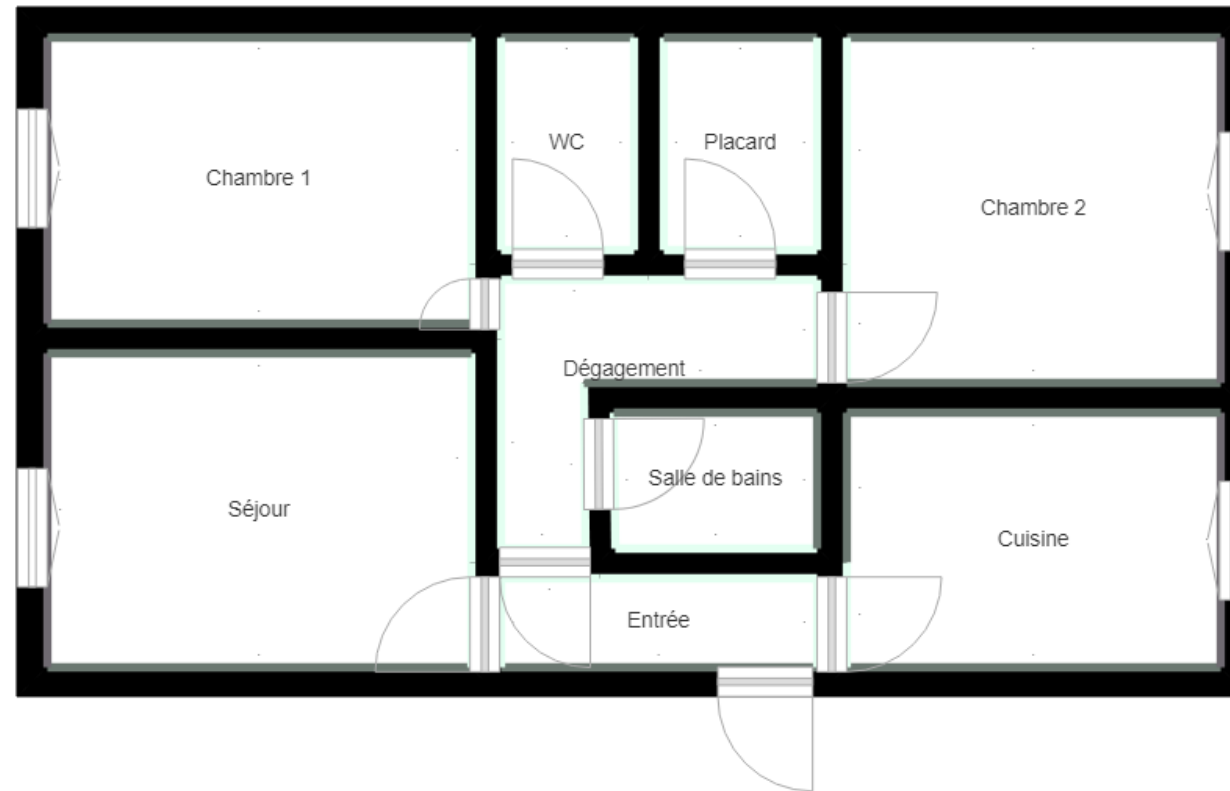 WC
Placard
Chambre 1
Chambre 2
Dégagement
Salle de bains
Séjour
Cuisine
Entrée